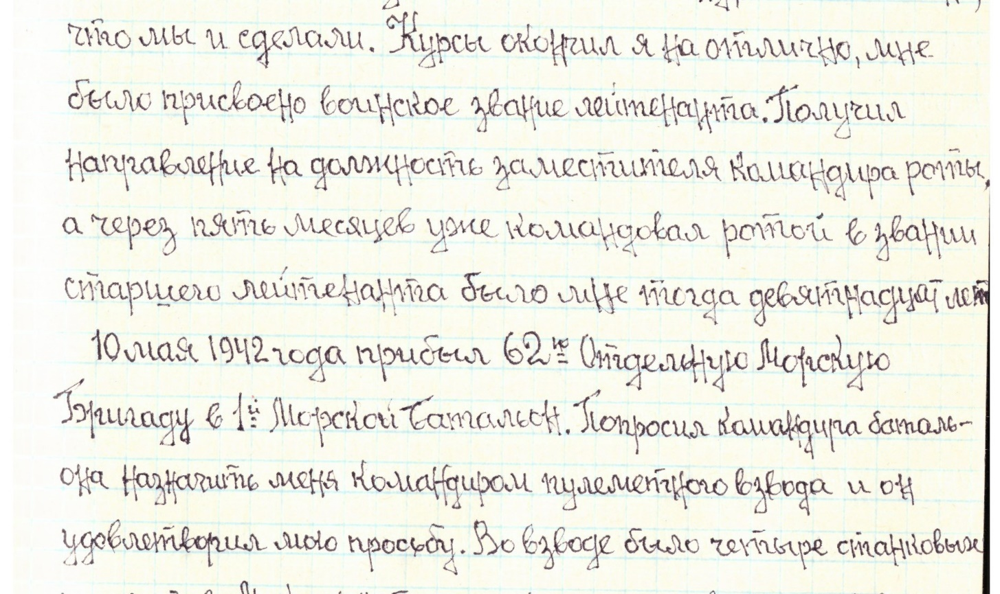 что мы и сделали. Курсы окончил я на отлично, мне
было присвоено воинское звание лейтенанта. Получил
направление на должность заместителя командира роты,
а через пять месяцев уже командовал ротой в звании
старшего лейтенанта было мне тогда девятнадцат лет
10 мая 1942 года прибыл 62ю Отдельную Морскую
Бригаду в 1й Морской батальон. Попросил командира баталь-
она назначить меня командиром пулеметного взвода и он
удовлетворил мою просьбу. Во взводе было четыре станковых